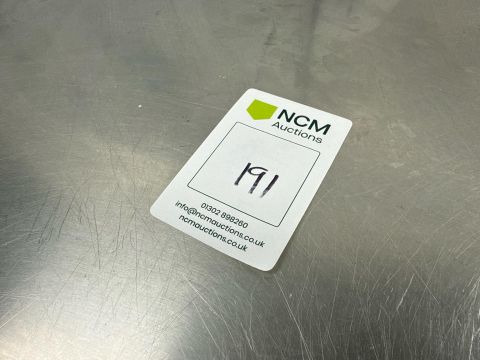 NCM
Auctions
191
01302 898260
info@ncmauctions.co.uk
ncmauctions.co.uk